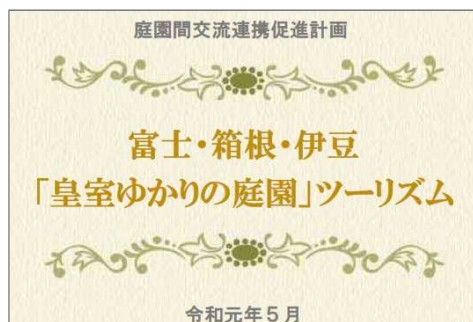 庭園間交流連携促進計画
富士・箱根・伊豆
「皇室ゆかりの庭園」ツーリズム
令和元年５月